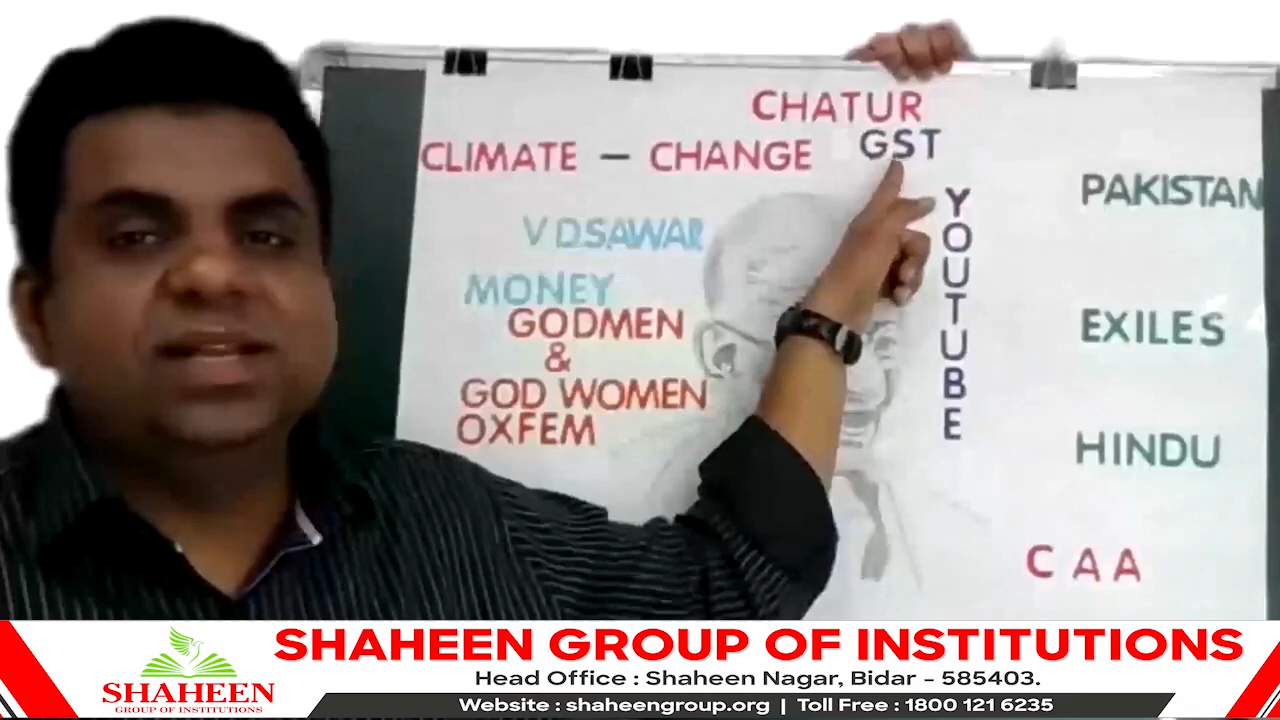 CHATUR
GST
CLIMATE - CHANGE
V D.SAWAR
MONEY
GODMEN
&
GOD WOMEN
OXFEM
YOUTUBE
PAKISTAN
EXILES
HINDU
CAA
SHAHEEN
GROUP OF INSTITUTIONS
SHAHEEN GROUP OF INSTITUTIONS
Head Office : Shaheen Nagar, Bidar - 585403.
Website : shaheengroup.org | Toll Free : 1800 121 6235